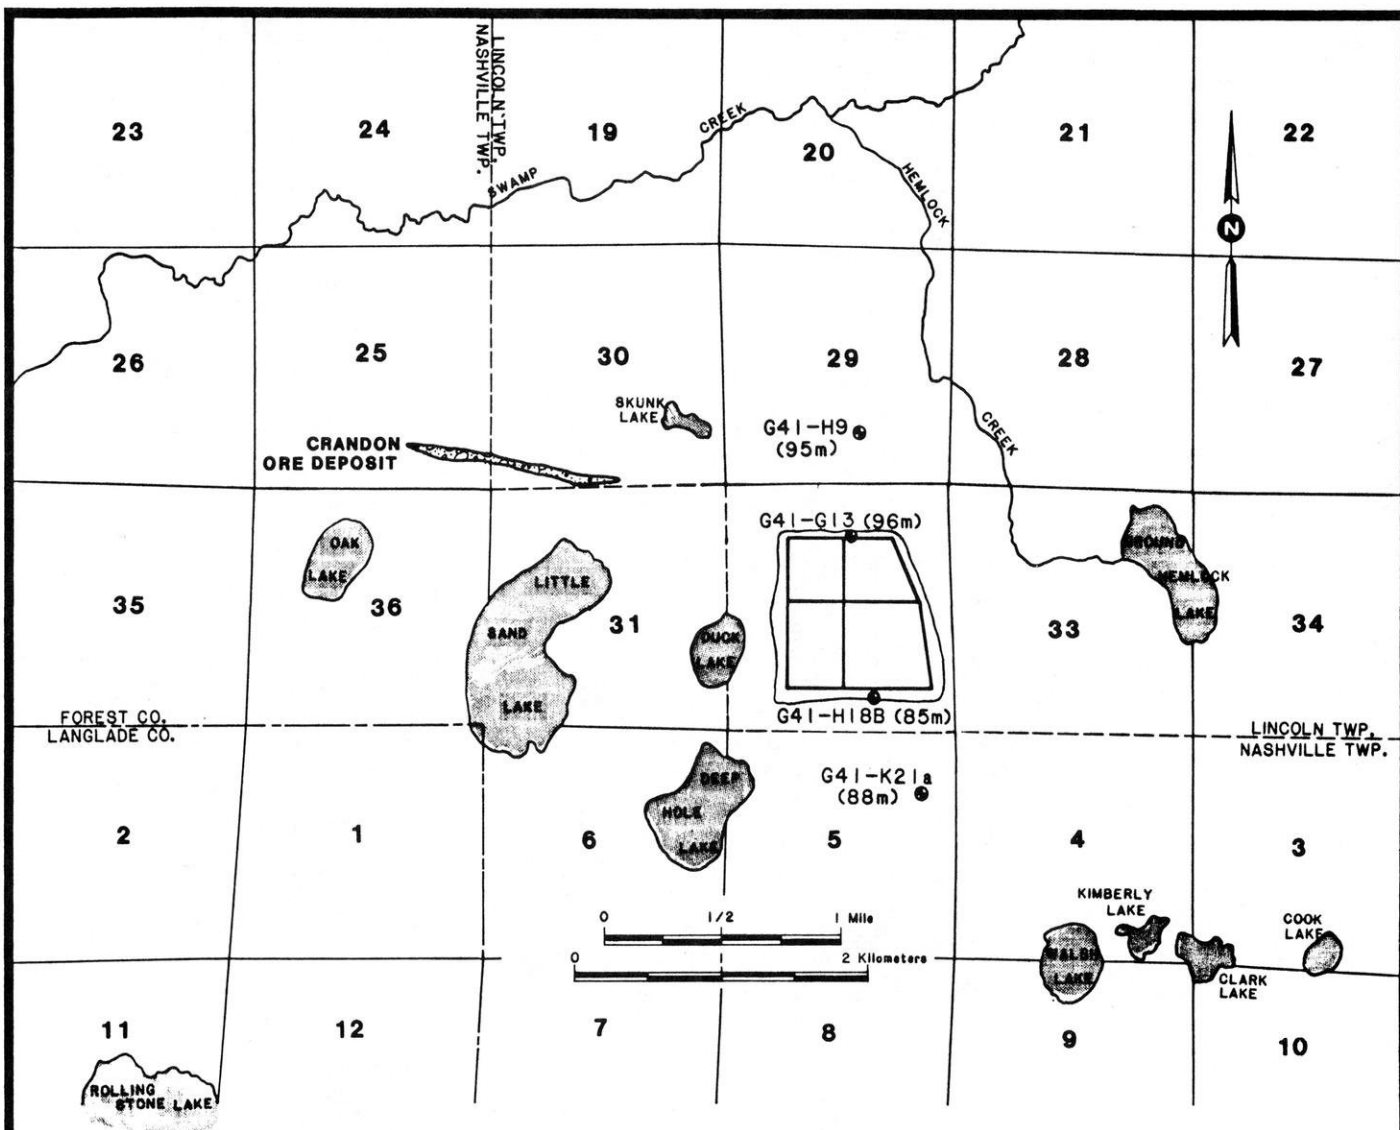 LINCOLN TWP.
NASHVILLE TWP.
23
24
19
CREEK
20
21
22
SWAMP
HEMLOCK
N
26
25
30
29
28
27
SKUNK
LAKE
G41-H9
(95m)
CREEK
CRANDON
ORE DEPOSIT
G41-G13 (96m)
OAK
LAKE
LITTLE
SAND
LAKE
GROUND
HEMLOCK
LAKE
35
36
31
DUCK
LAKE
33
34
G41-H18B (85m)
FOREST CO.
LANGLADE CO.
LINCOLN TWP.
NASHVILLE TWP.
DEEP
HOLE
LAKE
G41-K21a
(88m)
2
1
6
5
4
3
KIMBERLY
LAKE
COOK
LAKE
0 1/2 1 Mile
0 2 Kilometers
WALSH
LAKE
CLARK
LAKE
11
12
7
8
9
10
ROLLING
STONE LAKE